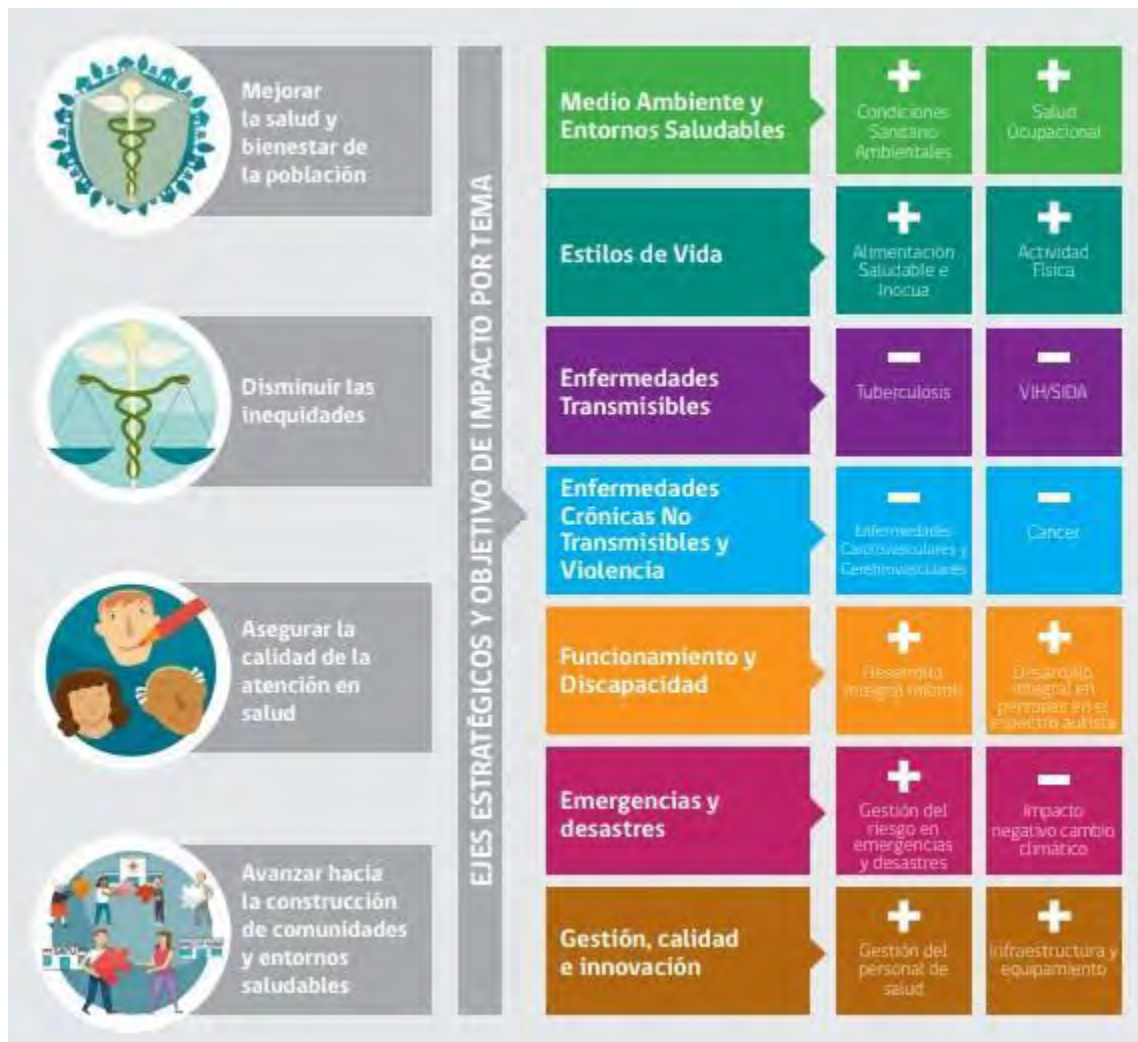 Mejorar
la salud y
bienestar de
la población
Disminuir las
inequidades
Asegurar la
calidad de la
atención en
salud
Avanzar hacia
la construcción
de comunidades
y entornos
saludables
EJES ESTRATÉGICOS Y OBJETIVO DE IMPACTO POR TEMA
Medio Ambiente y
Entornos Saludables
+
Condiciones
Sanitario
Ambientales
+
Salud
Ocupacional
Estilos de Vida
+
Alimentación
Saludable e
Inocua
+
Actividad
Física
Enfermedades
Transmisibles
−
Tuberculosis
−
VIH/SIDA
Enfermedades
Crónicas No
Transmisibles y
Violencia
−
Enfermedades
Cardiovasculares y
Cerebrovasculares
−
Cancer
Funcionamiento y
Discapacidad
+
Desarrollo
integral infantil
+
Desarrollo
integral en
personas en el
espectro autista
Emergencias y
desastres
+
Gestión del
riesgo en
emergencias
y desastres
−
Impacto
negativo cambio
climático
Gestión, calidad
e innovación
+
Gestión del
personal de
salud
+
Infraestructura y
equipamiento